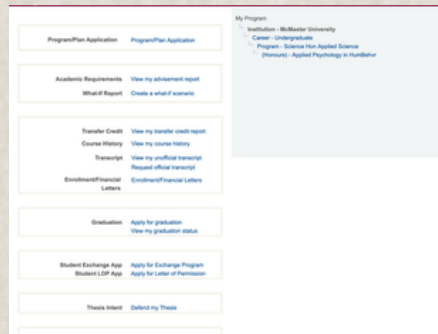 Program/Plan Application Program/Plan Application
Academic Requirements View my advisement report
What-If Report Create a what-if scenario
Transfer Credit View my transfer credit report
Course History View my course history
Transcript View my unofficial transcript
Request official transcript
Enrollment/Financial Letters Enrollment/Financial Letters
Graduation Apply for graduation
View my graduation status
Student Exchange App Apply for Exchange Program
Student LOP App Apply for Letter of Permission
Thesis Intent Defend my Thesis
My Program
Institution - McMaster University
Career - Undergraduate
Program - Science Hon Applied Science
(Honours) - Applied Psychology in HumBehvr